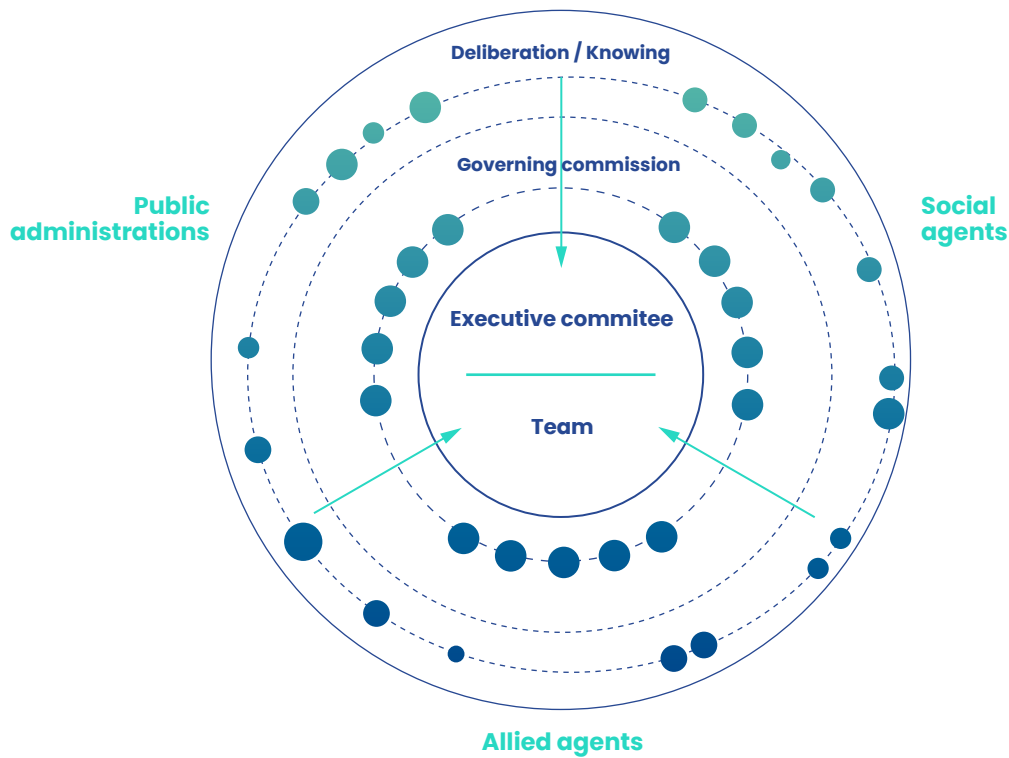 Deliberation / Knowing
Governing commission
Public
administrations
Social
agents
Executive commitee
Team
Allied agents